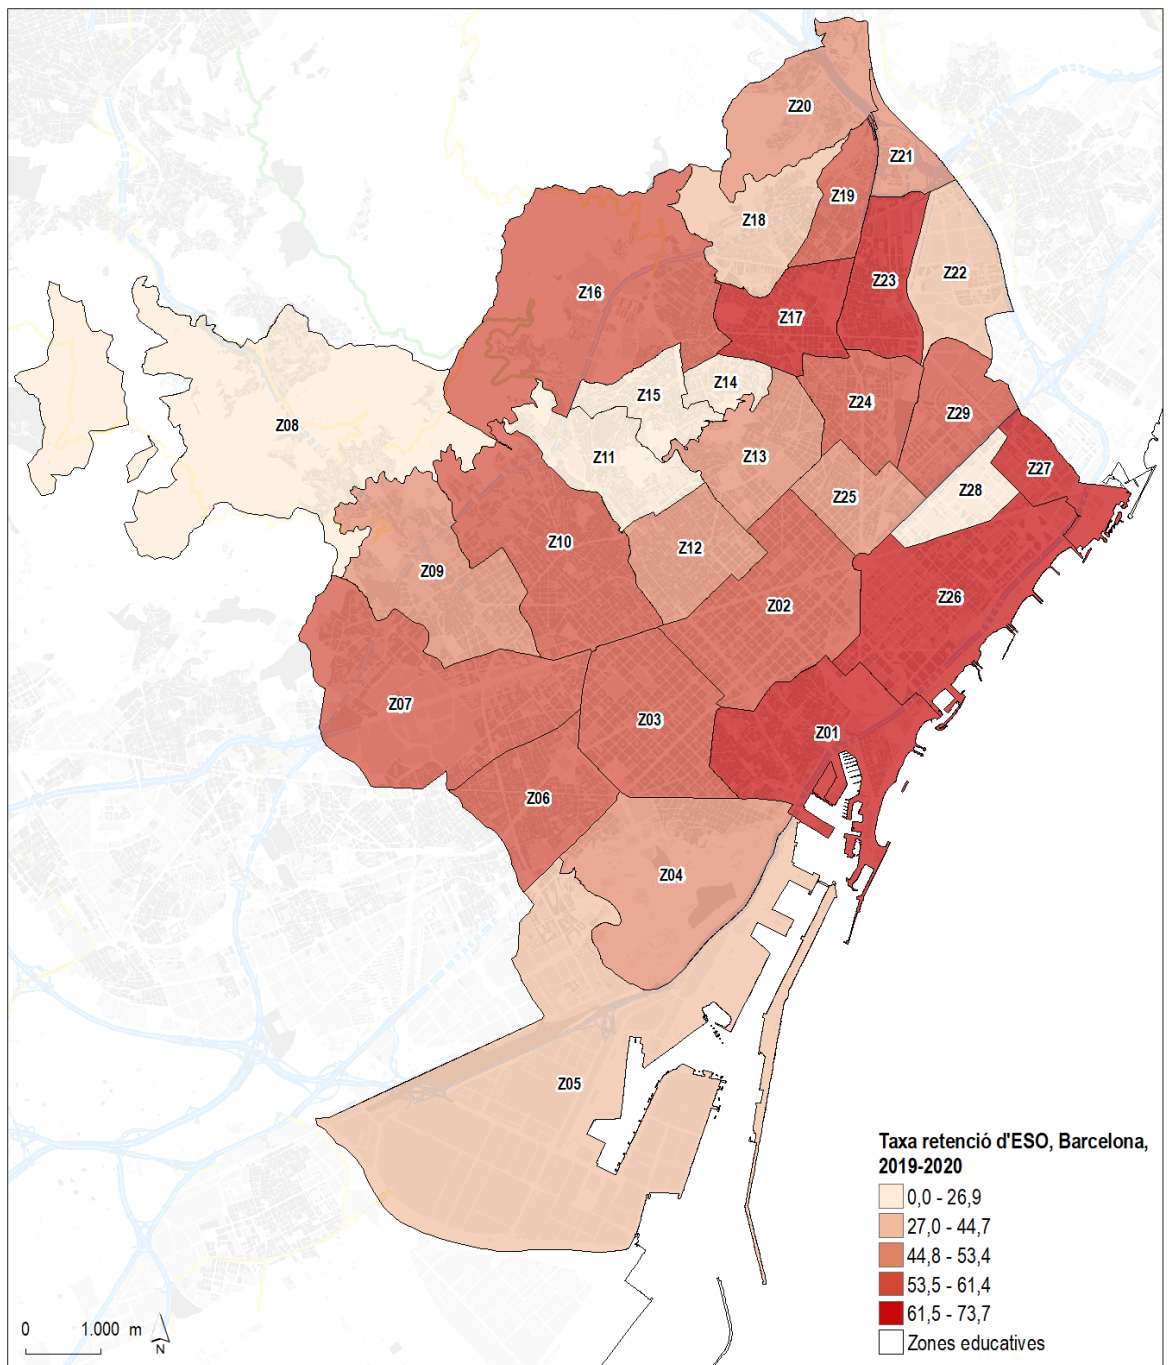 Z20
Z21
Z19
Z18
Z22
Z23
Z16
Z17
Z14
Z15
Z24
Z29
Z08
Z11
Z13
Z27
Z28
Z25
Z10
Z12
Z09
Z26
Z02
Z07
Z03
Z01
Z06
Z04
Z05
Taxa retenció d'ESO, Barcelona,
2019-2020
0,0 - 26,9
27,0 - 44,7
44,8 - 53,4
53,5 - 61,4
61,5 - 73,7
Zones educatives
0 1.000 m
N